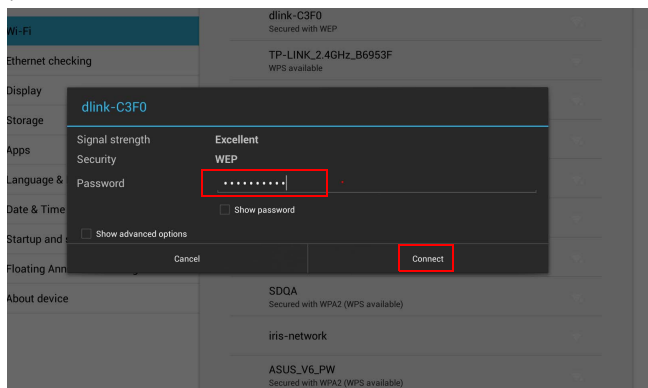 Wi-Fi
Ethernet checking
Display
Storage
Apps
Language &
Date & Time
Startup and
Floating Ann
About device
dlink-C3F0
Secured with WEP
TP-LINK_2.4GHz_B6953F
WPS available
dlink-C3F0
Signal strength Excellent
Security WEP
Password ••••••••••
Show password
Show advanced options
Cancel Connect
SDQA
Secured with WPA2 (WPS available)
iris-network
ASUS_V6_PW
Secured with WPA2 (WPS available)